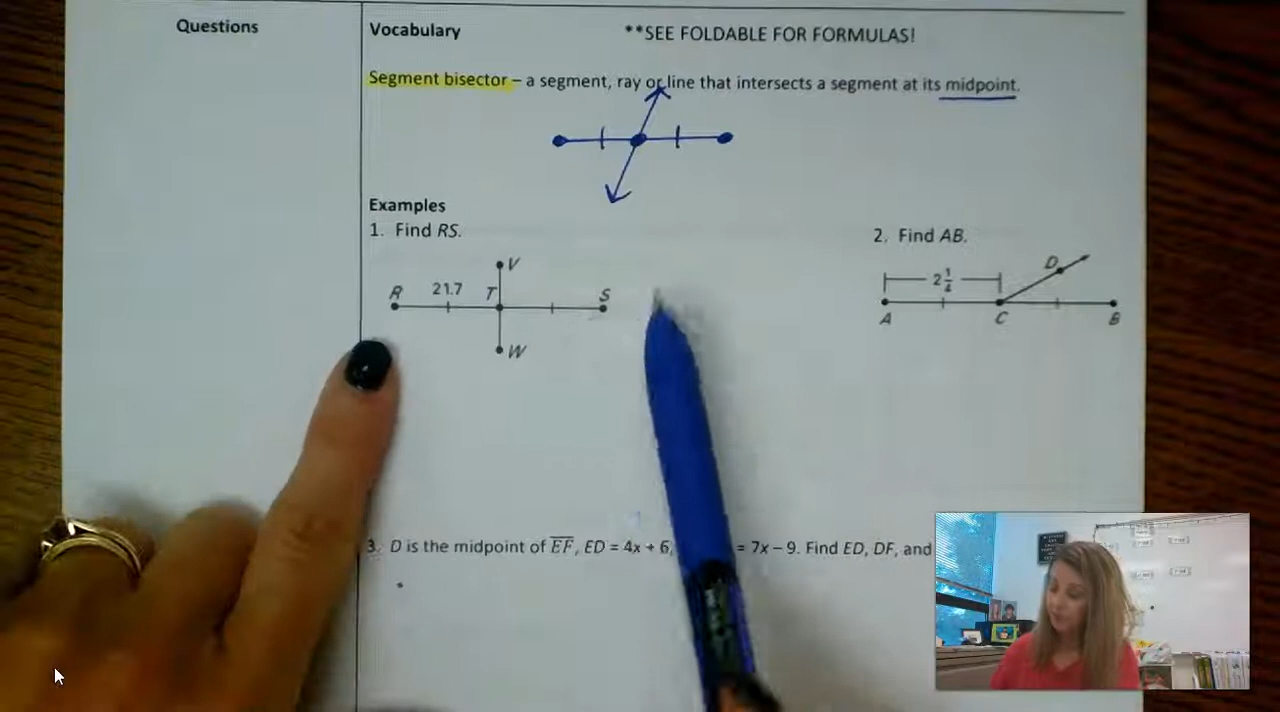 Questions
Vocabulary
**SEE FOLDABLE FOR FORMULAS!
Segment bisector – a segment, ray or line that intersects a segment at its midpoint.
Examples
1. Find RS.
2. Find AB.
V
R 21.7 T S
W
D
2 1/4
A C B
3. D is the midpoint of EF, ED = 4x + 6, = 7x – 9. Find ED, DF, and